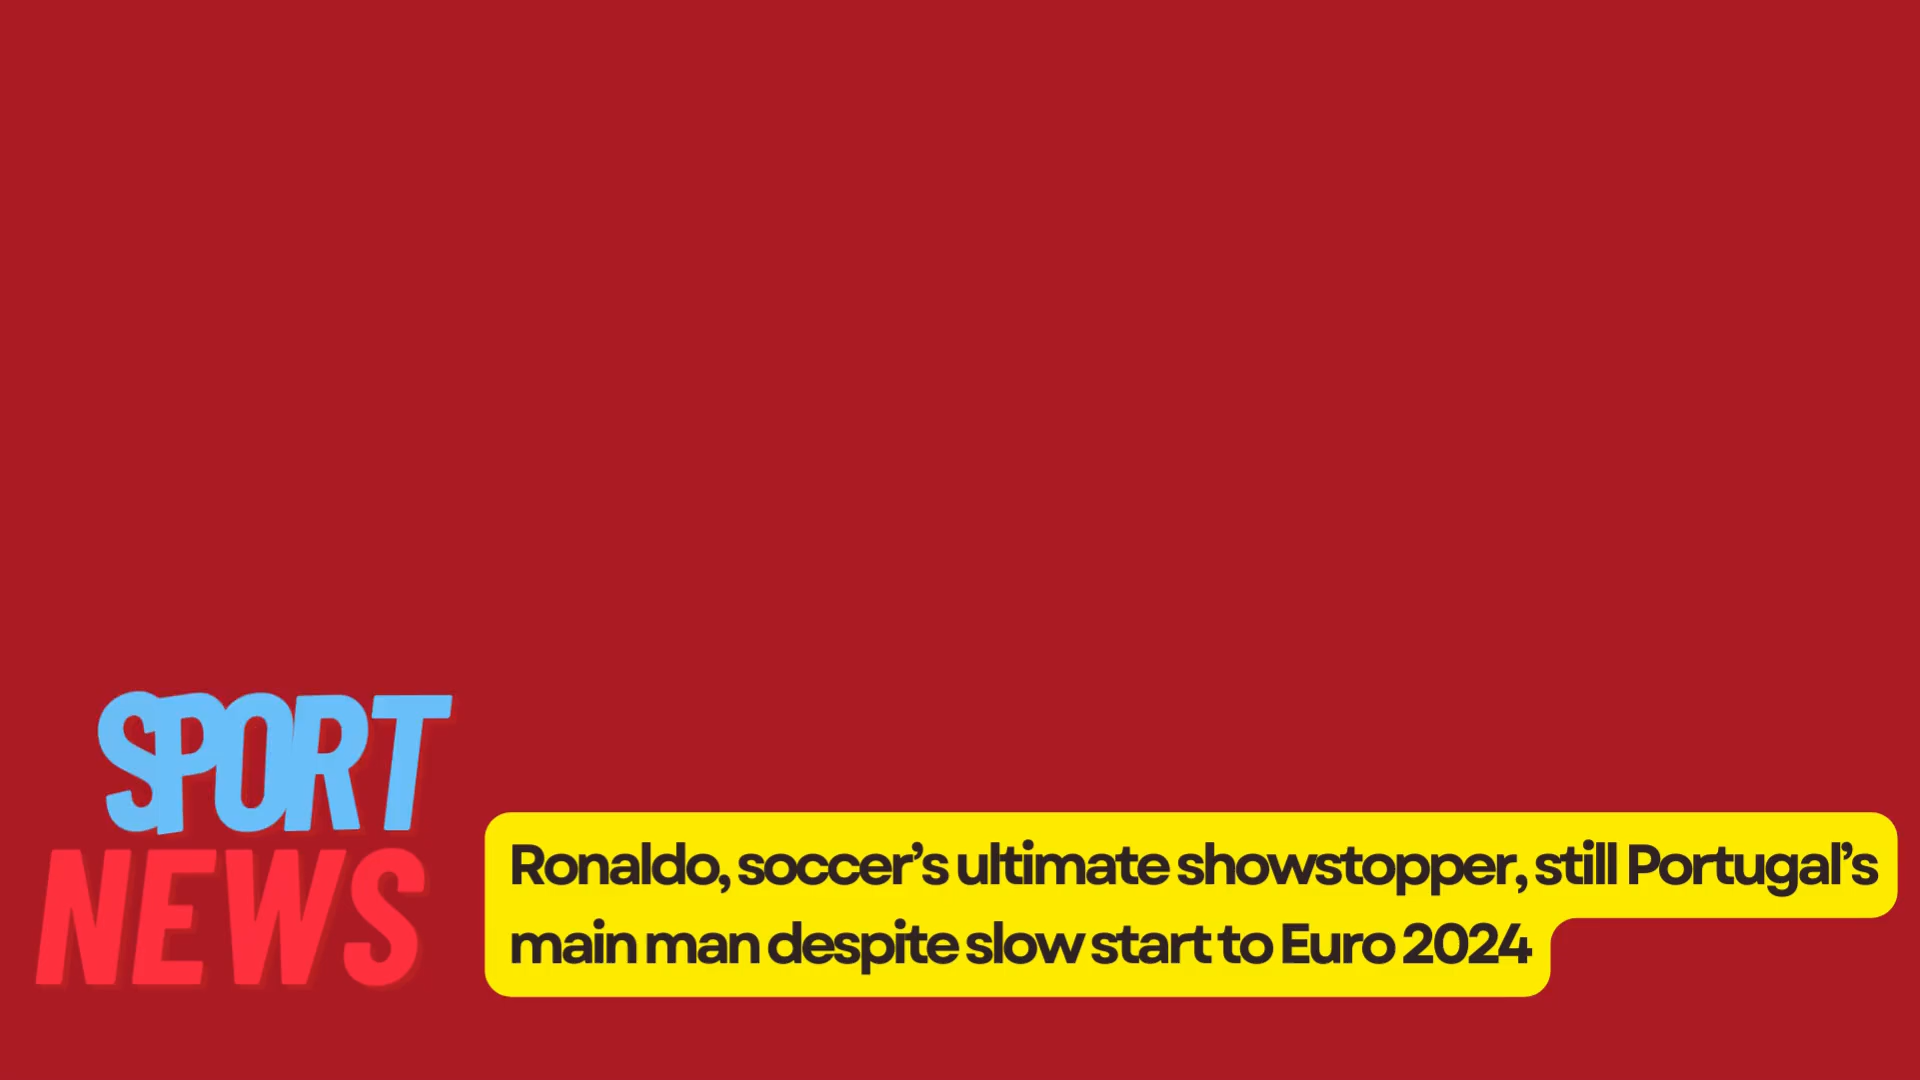 SPORT
NEWS
Ronaldo, soccer’s ultimate showstopper, still Portugal’s
main man despite slow start to Euro 2024